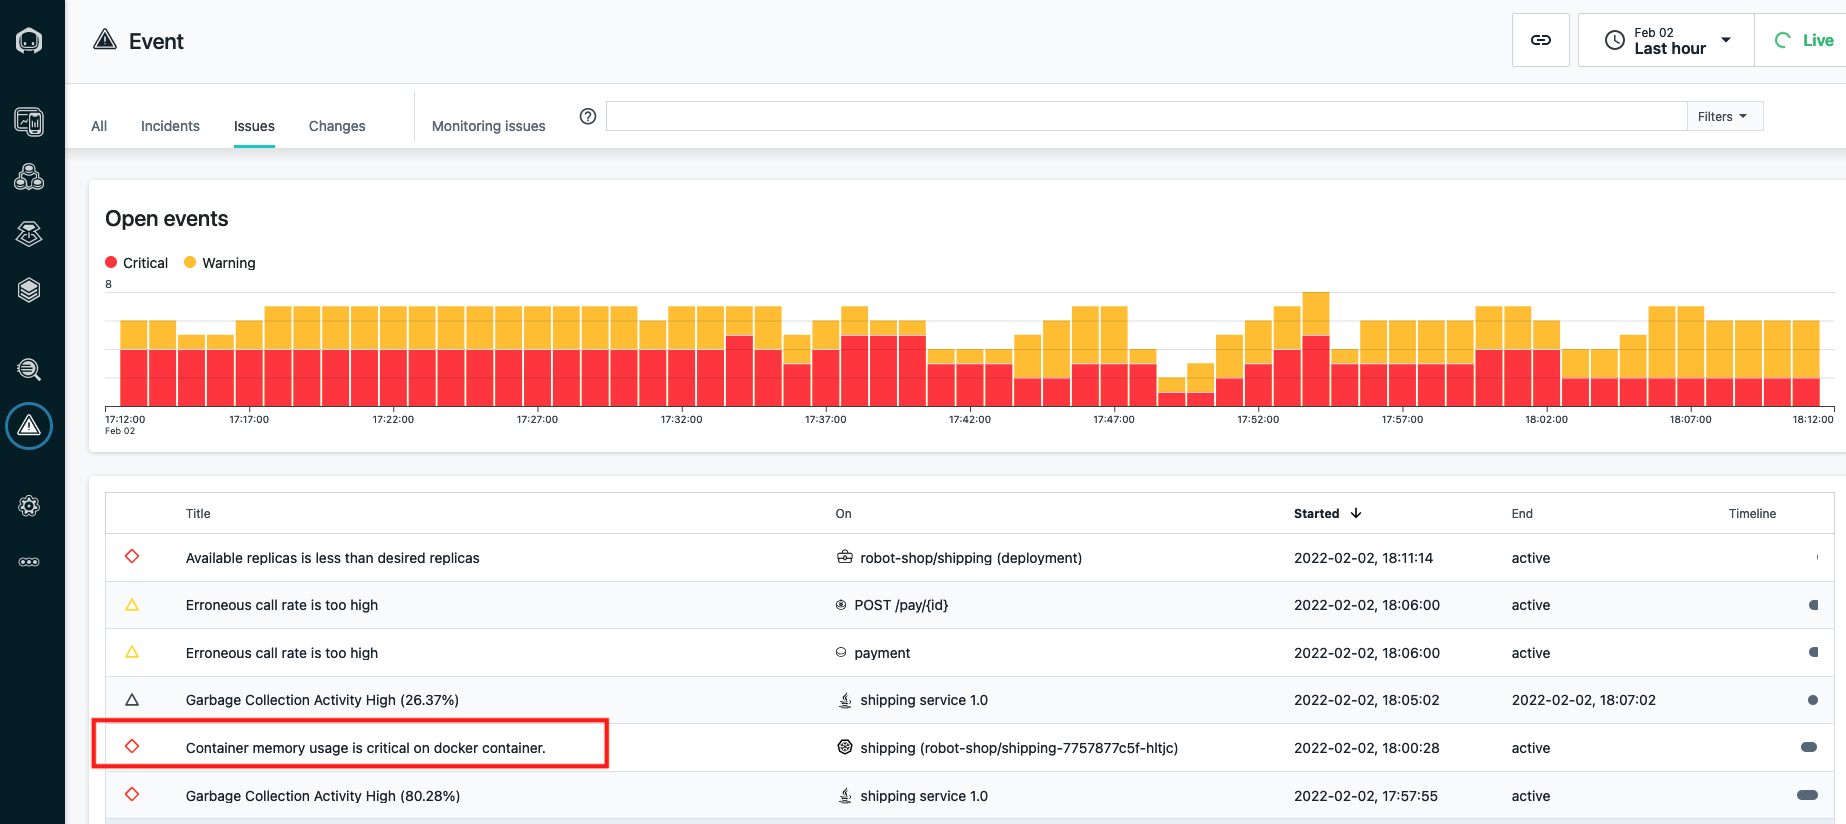 Event
Feb 02
Last hour
Live
All Incidents Issues Changes Monitoring issues
Filters
Open events
Critical Warning
8
17:12:00 17:17:00 17:22:00 17:27:00 17:32:00 17:37:00 17:42:00 17:47:00 17:52:00 17:57:00 18:02:00 18:07:00 18:12:00
Feb 02
Title On Started End Timeline
Available replicas is less than desired replicas robot-shop/shipping (deployment) 2022-02-02, 18:11:14 active
Erroneous call rate is too high POST /pay/{id} 2022-02-02, 18:06:00 active
Erroneous call rate is too high payment 2022-02-02, 18:06:00 active
Garbage Collection Activity High (26.37%) shipping service 1.0 2022-02-02, 18:05:02 2022-02-02, 18:07:02
Container memory usage is critical on docker container. shipping (robot-shop/shipping-7757877c5f-hltjc) 2022-02-02, 18:00:28 active
Garbage Collection Activity High (80.28%) shipping service 1.0 2022-02-02, 17:57:55 active